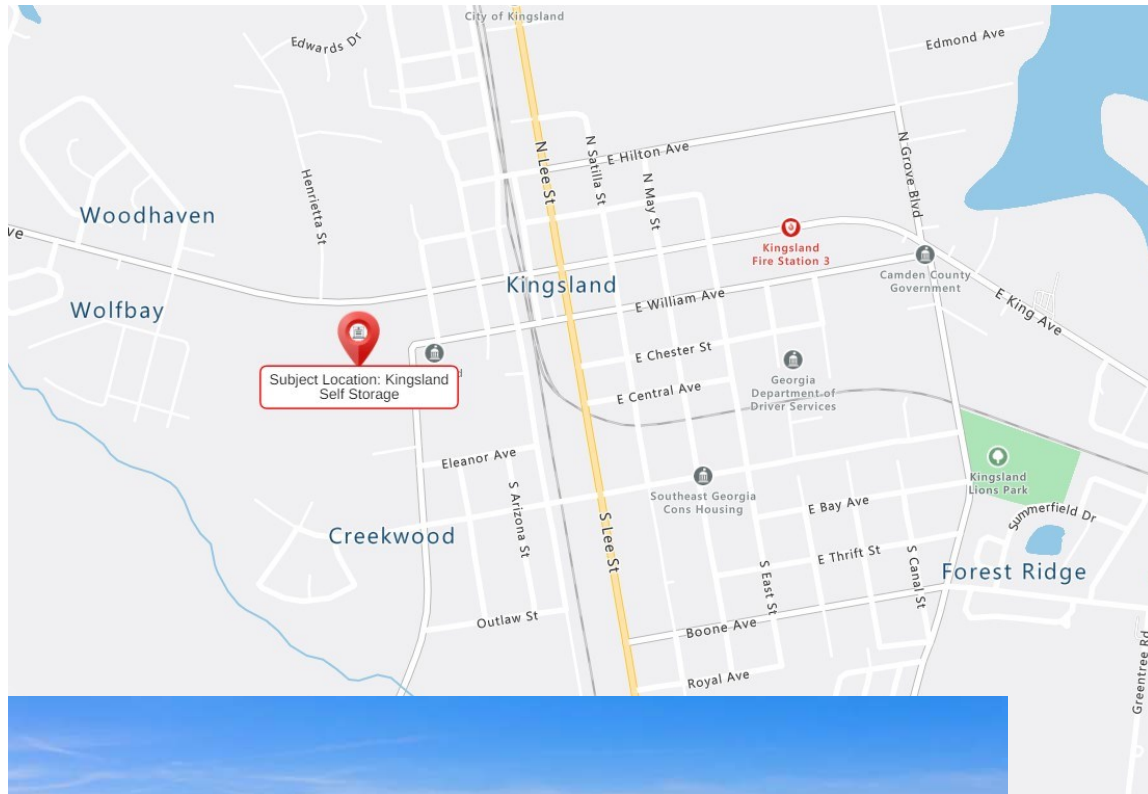 City of Kingsland
Edwards Dr
Edmond Ave
N Lee St
N Satilla St
E Hilton Ave
N May St
N Grove Blvd
Henrietta St
Woodhaven
ve
Kingsland
Fire Station 3
Camden County
Government
Kingsland
E William Ave
E King Ave
Wolfbay
Subject Location: Kingsland
Self Storage
d
E Chester St
E Central Ave
Georgia
Department of
Driver Services
Eleanor Ave
S Arizona St
Kingsland
Lions Park
Southeast Georgia
Cons Housing
E Bay Ave
Summerfield Dr
Creekwood
S Lee St
E Thrift St
S Canal St
Forest Ridge
S East St
Outlaw St
Boone Ave
Royal Ave
Greentree Rd